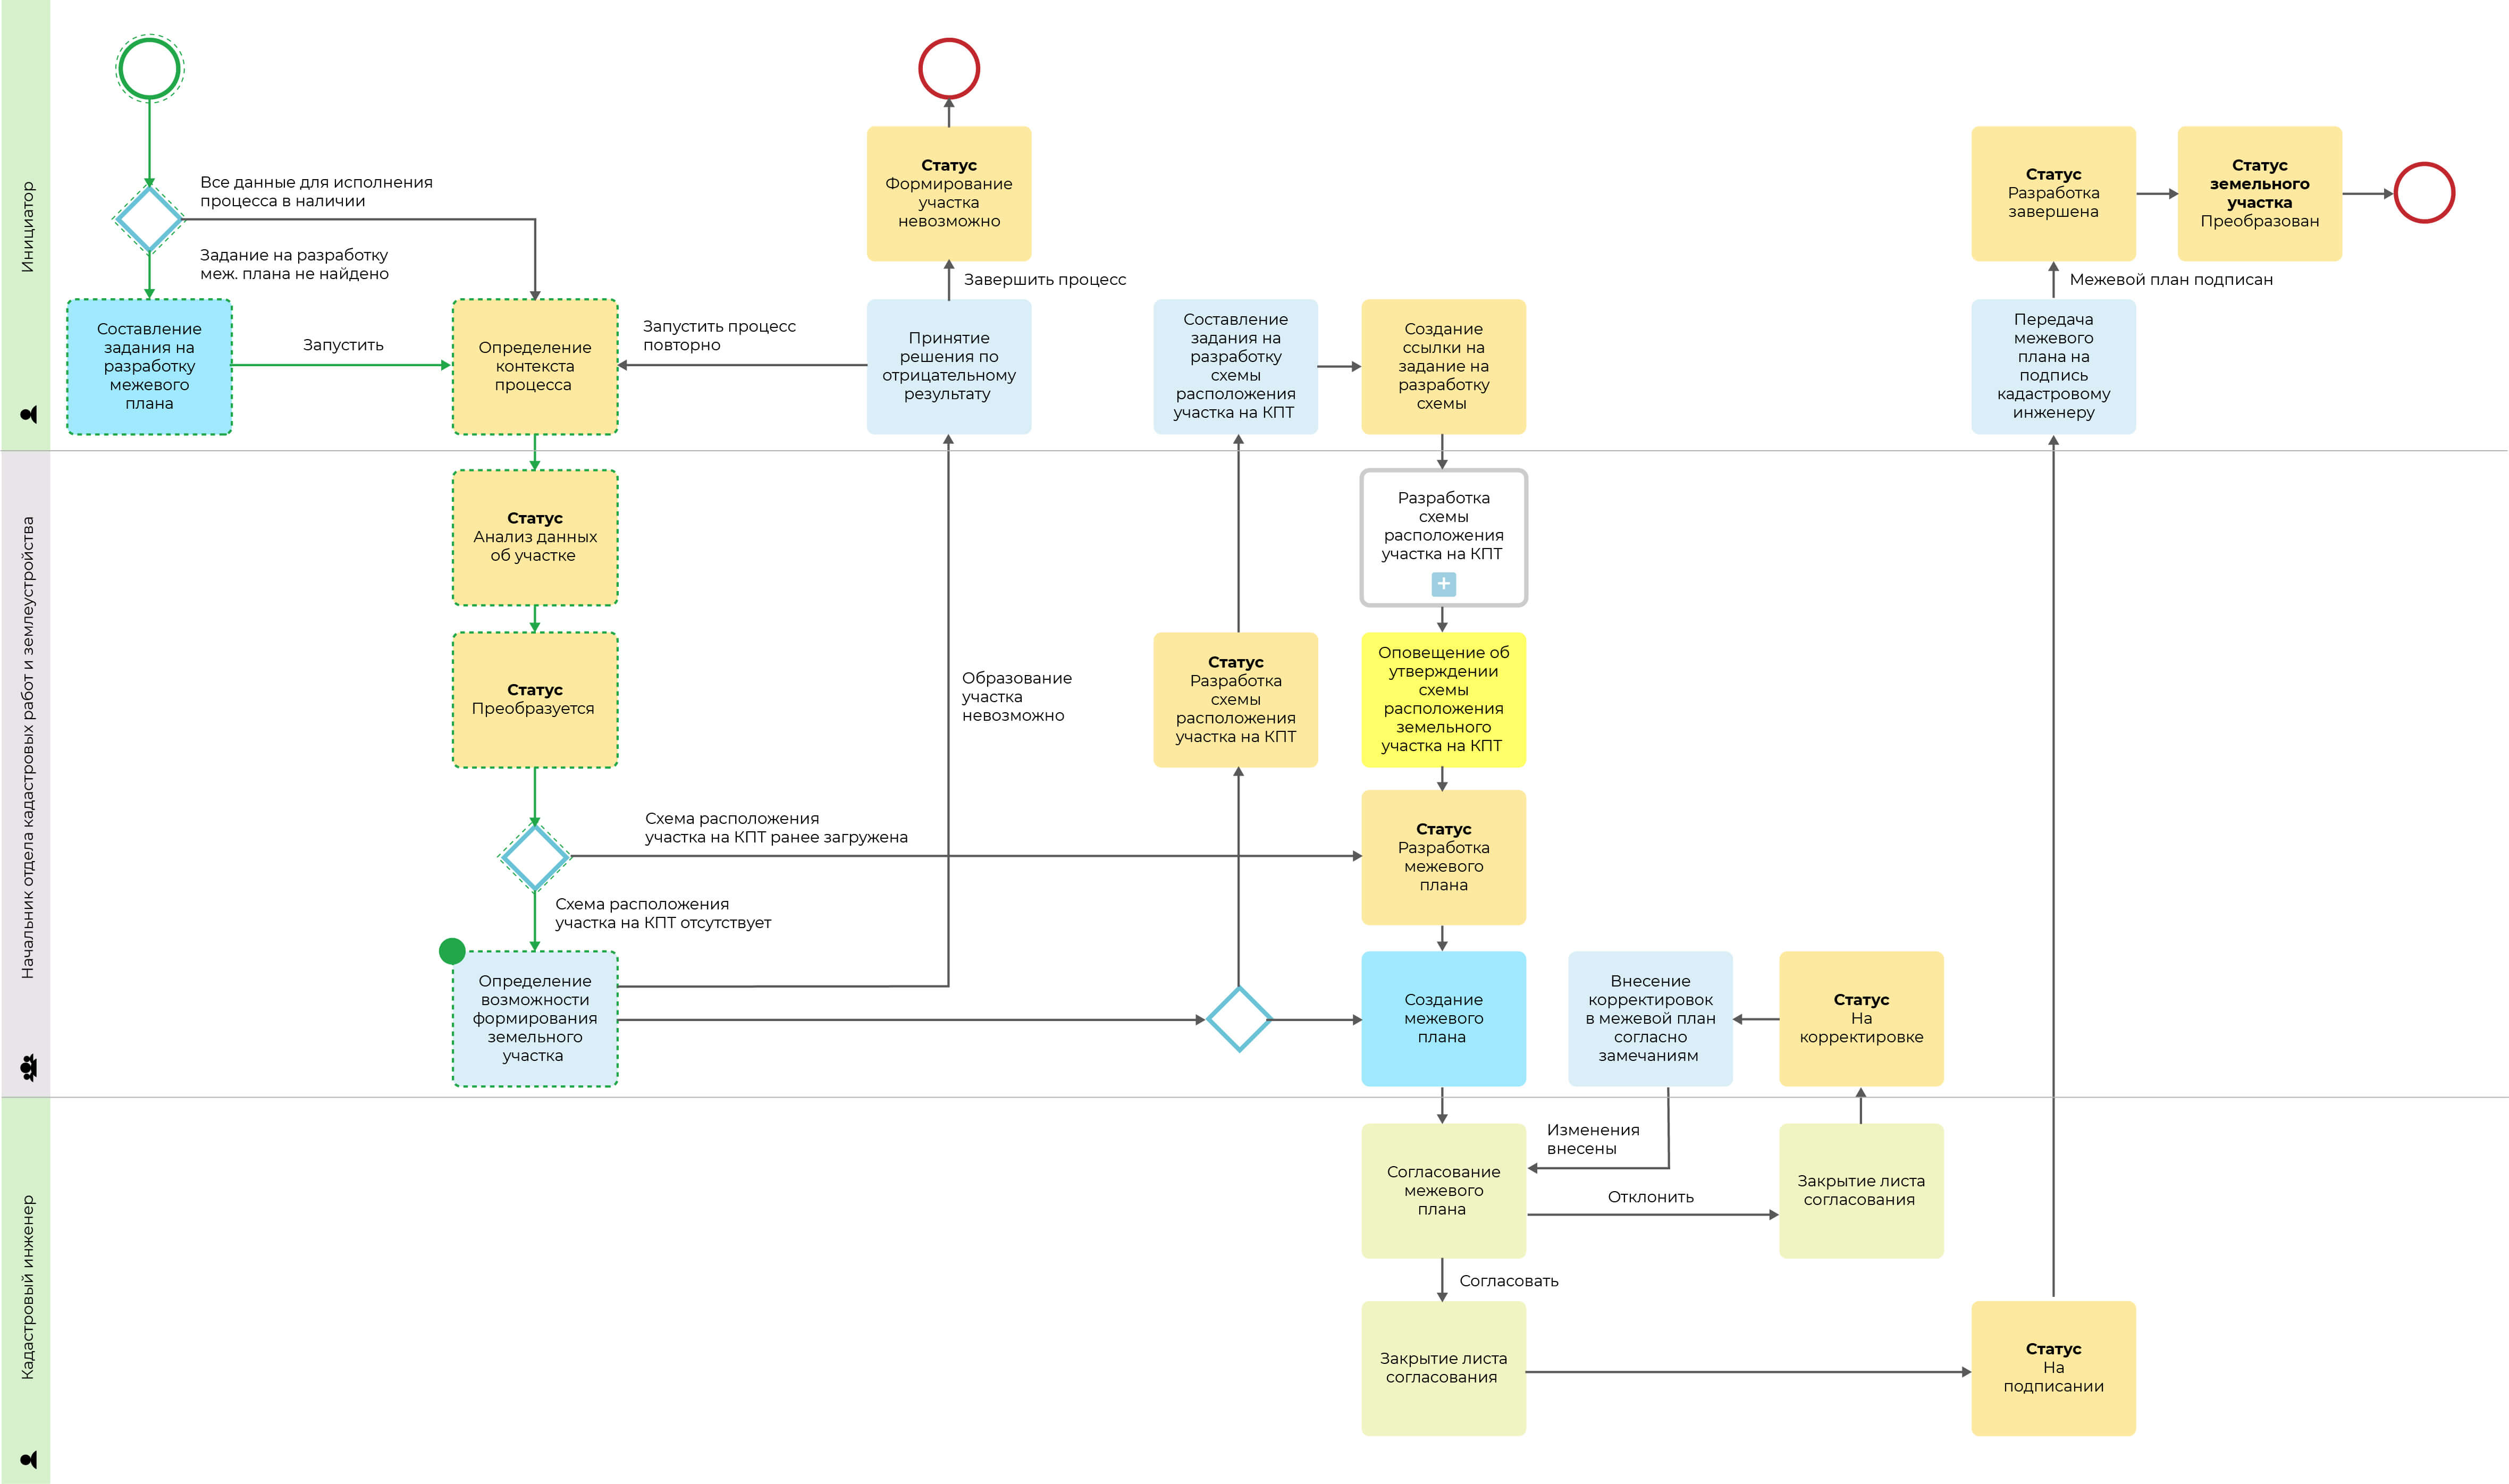 Инициатор
Начальник отдела кадастровых работ и землеустройства
Кадастровый инженер
Все данные для исполнения
процесса в наличии
Задание на разработку
меж. плана не найдено
Составление
задания на
разработку
межевого
плана
Запустить
Определение
контекста
процесса
Запустить процесс
повторно
Статус
Формирование
участка
невозможно
Завершить процесс
Принятие
решения по
отрицательному
результату
Составление
задания на
разработку
схемы
расположения
участка на КПТ
Создание
ссылки на
задание на
разработку
схемы
Статус
Разработка
завершена
Статус
земельного
участка
Преобразован
Межевой план подписан
Передача
межевого
плана на
подпись
кадастровому
инженеру
Статус
Анализ данных
об участке
Статус
Преобразуется
Схема расположения
участка на КПТ ранее загружена
Схема расположения
участка на КПТ отсутствует
Определение
возможности
формирования
земельного
участка
Образование
участка
невозможно
Статус
Разработка
схемы
расположения
участка на КПТ
Разработка
схемы
расположения
участка на КПТ
Оповещение об
утверждении
схемы
расположения
земельного
участка на КПТ
Статус
Разработка
межевого
плана
Создание
межевого
плана
Внесение
корректировок
в межевой план
согласно
замечаниям
Статус
На
корректировке
Изменения
внесены
Согласование
межевого
плана
Отклонить
Закрытие листа
согласования
Согласовать
Закрытие листа
согласования
Статус
На
подписании